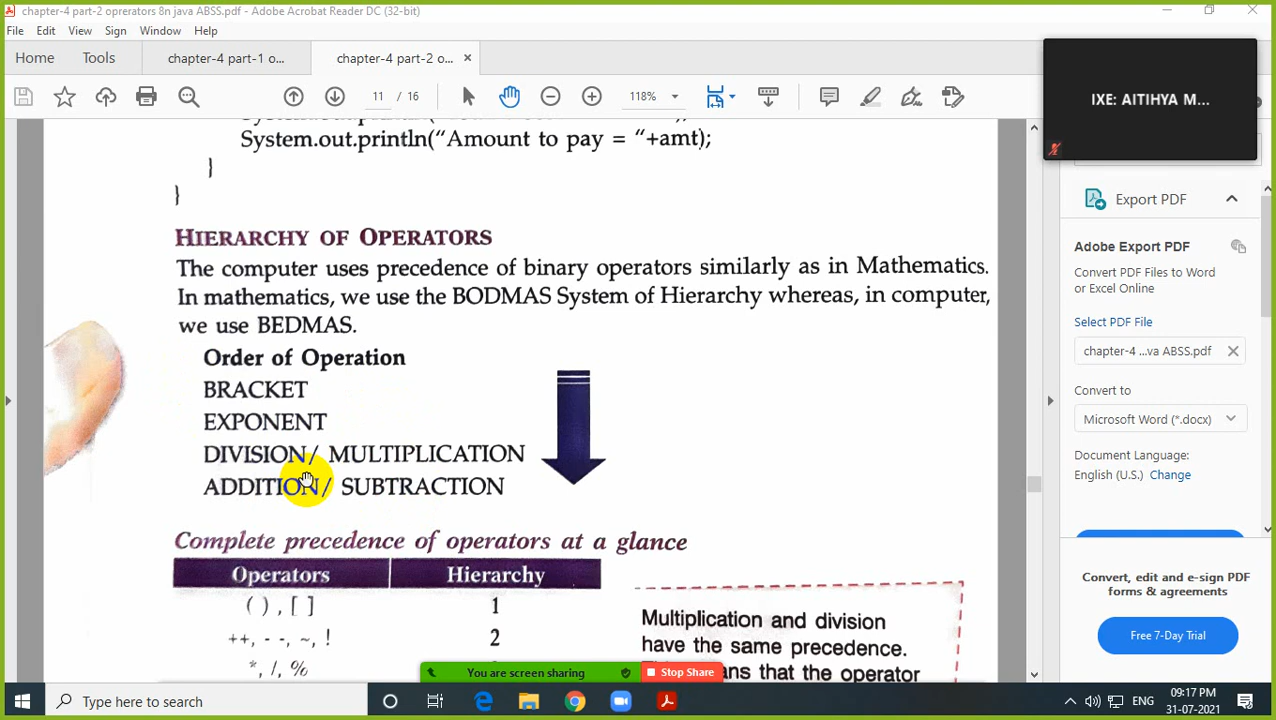 chapter-4 part-2 oprerators 8n java ABSS.pdf - Adobe Acrobat Reader DC (32-bit)
File Edit View Sign Window Help
Home Tools chapter-4 part-1 o... chapter-4 part-2 o... ×
11 / 16 118%
IXE: AITIHYA M...
System.out.println("Amount to pay = "+amt);
}
}
HIERARCHY OF OPERATORS
The computer uses precedence of binary operators similarly as in Mathematics.
In mathematics, we use the BODMAS System of Hierarchy whereas, in computer,
we use BEDMAS.
Order of Operation
BRACKET
EXPONENT
DIVISION/ MULTIPLICATION
ADDITION/ SUBTRACTION
Complete precedence of operators at a glance
Operators Hierarchy
( ) , [ ] 1
++, - -, ~, ! 2
*, /, %
Multiplication and division
have the same precedence.
ans that the operator
Export PDF
Adobe Export PDF
Convert PDF Files to Word
or Excel Online
Select PDF File
chapter-4 ...va ABSS.pdf
Convert to
Microsoft Word (*.docx)
Document Language:
English (U.S.) Change
Convert, edit and e-sign PDF
forms & agreements
Free 7-Day Trial
You are screen sharing Stop Share
Type here to search
ENG
09:17 PM
31-07-2021